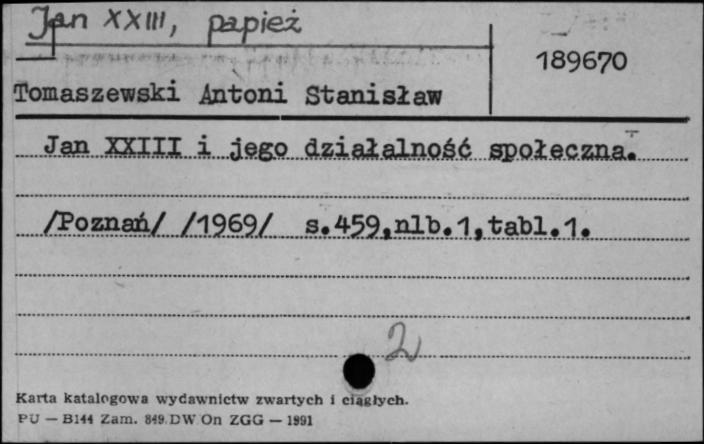 Jan XXIII, papież
189670
Tomaszewski Antoni Stanisław
Jan XXIII i jego działalność społeczna.
/Poznań/ /1969/ s.459,nlb.1,tabl.1.
2
Karta katalogowa wydawnictw zwartych i ciągłych.
PU — B144 Zam. 849 DW On ZGG — 1991